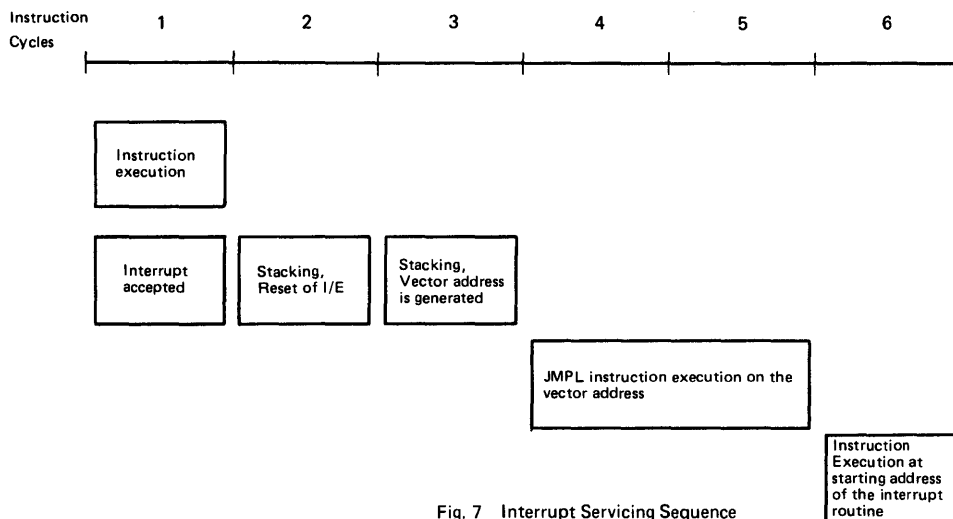 Instruction
Cycles
1 2 3 4 5 6
Instruction
execution
Interrupt
accepted
Stacking,
Reset of I/E
Stacking,
Vector address
is generated
JMPL instruction execution on the
vector address
Instruction
Execution at
starting address
of the interrupt
routine
Fig. 7 Interrupt Servicing Sequence